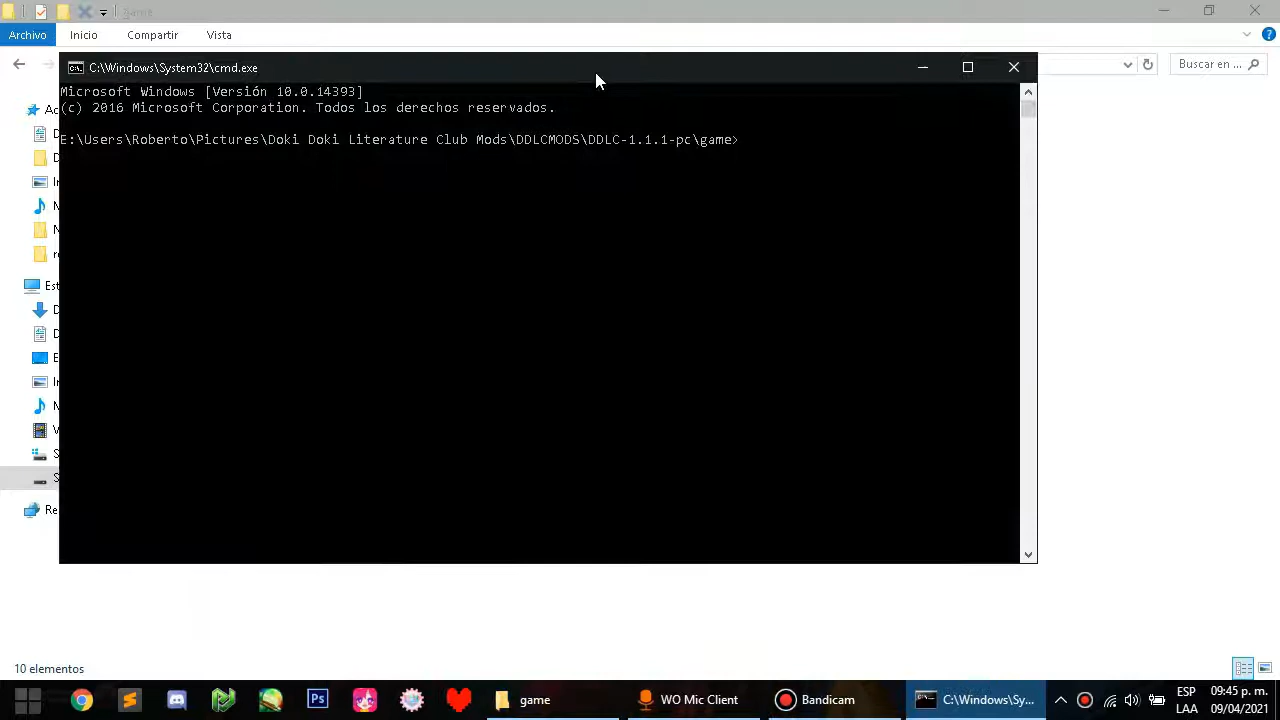 Game
Archivo
Inicio
Compartir
Vista
C:\Windows\System32\cmd.exe
Buscar en ...
Microsoft Windows [Versión 10.0.14393]
(c) 2016 Microsoft Corporation. Todos los derechos reservados.
E:\Users\Roberto\Pictures\Doki Doki Literature Club Mods\DDLCMODS\DDLC-1.1.1-pc\game>
10 elementos
game
WO Mic Client
Bandicam
C:\Windows\Sy...
ESP
LAA
09:45 p. m.
09/04/2021